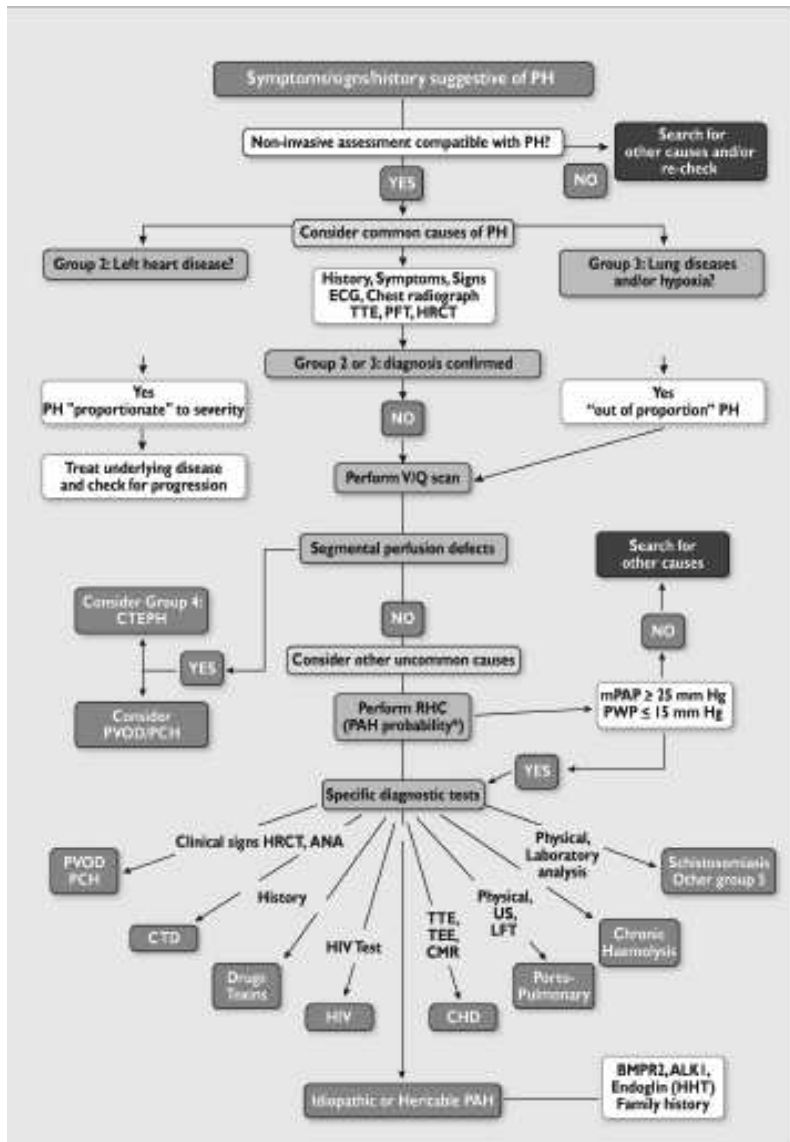 Symptoms/signs/history suggestive of PH
Non-invasive assessment compatible with PH?
Search for
other causes and/or
re-check
YES
NO
Consider common causes of PH
Group 2: Left heart disease?
Group 3: Lung diseases
and/or hypoxia?
History, Symptoms, Signs
ECG, Chest radiograph
TTE, PFT, HRCT
Group 2 or 3: diagnosis confirmed
Yes
PH "proportionate" to severity
NO
Yes
“out of proportion” PH
Treat underlying disease
and check for progression
Perform V/Q scan
Segmental perfusion defects
Search for
other causes
Consider Group 4:
CTEPH
NO
NO
YES
Consider other uncommon causes
Consider
PVOD/PCH
Perform RHC
(PAH probability*)
mPAP ≥ 25 mm Hg
PWP ≤ 15 mm Hg
YES
Specific diagnostic tests
Clinical signs HRCT, ANA
Physical,
Laboratory
analysis
PVOD
PCH
Schistosomiasis
Other group 5
History
Physical,
US,
LFT
TTE,
TEE,
CMR
CTD
HIV Test
Chronic
Haemolysis
Drugs
Toxins
Porto-
Pulmonary
HIV
CHD
Idiopathic or Heritable PAH
BMPR2, ALK1,
Endoglin (HHT)
Family history